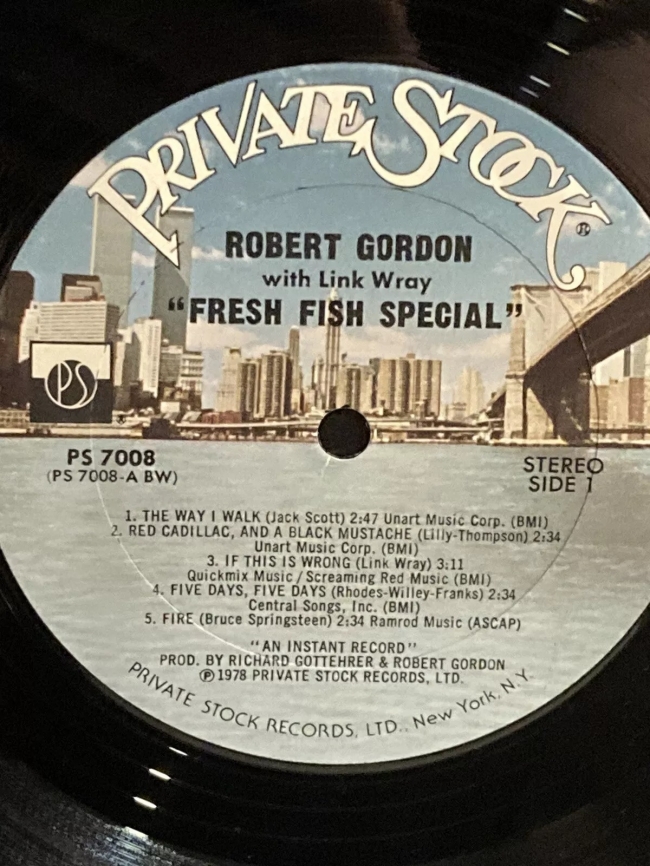 PRIVATE STOCK®
ROBERT GORDON
with Link Wray
"FRESH FISH SPECIAL"
PS
®
PS 7008
(PS 7008-A BW)
STEREO
SIDE 1
1. THE WAY I WALK (Jack Scott) 2:47 Unart Music Corp. (BMI)
2. RED CADILLAC, AND A BLACK MUSTACHE (Lilly-Thompson) 2:34
Unart Music Corp. (BMI)
3. IF THIS IS WRONG (Link Wray) 3:11
Quickmix Music / Screaming Red Music (BMI)
4. FIVE DAYS, FIVE DAYS (Rhodes-Willey-Franks) 2:34
Central Songs, Inc. (BMI)
5. FIRE (Bruce Springsteen) 2:34 Ramrod Music (ASCAP)
"AN INSTANT RECORD"
PROD. BY RICHARD GOTTEHRER & ROBERT GORDON
℗ 1978 PRIVATE STOCK RECORDS, LTD.
PRIVATE STOCK RECORDS, LTD., New York, N.Y.